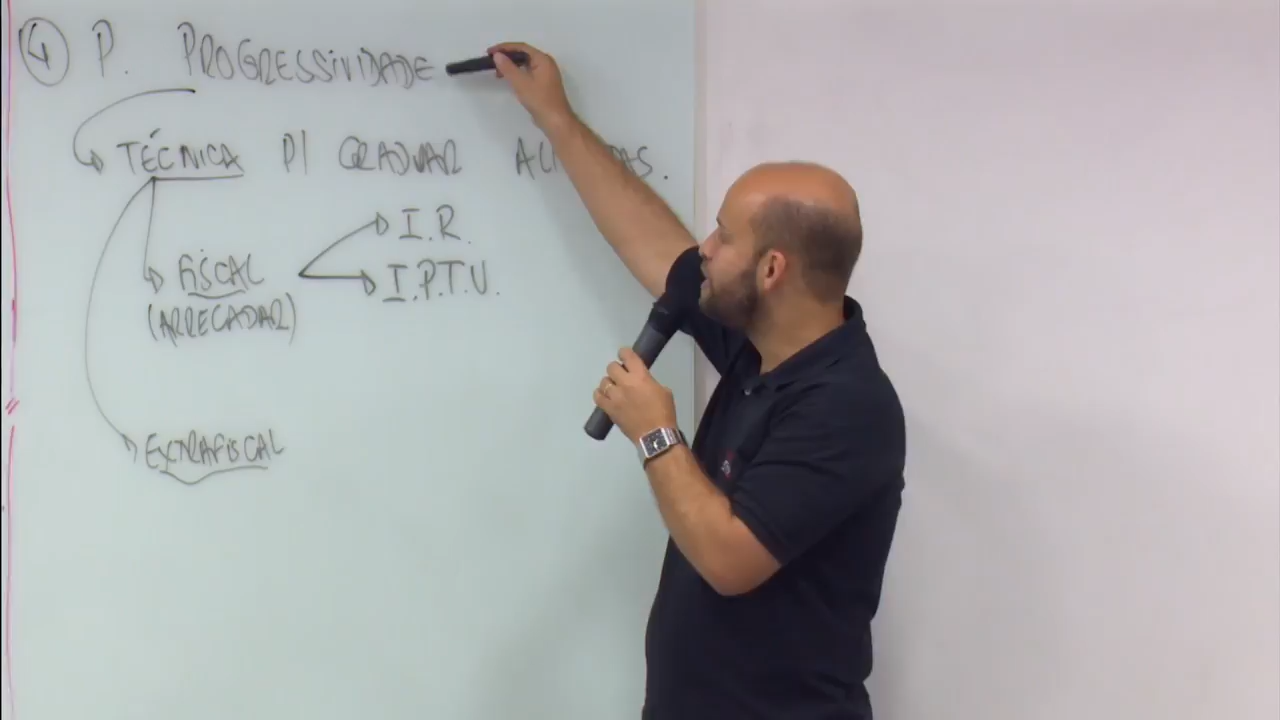 4 P. PROGRESSIVIDADE
TÉCNICA P/ GRADUAR
I.R.
FISCAL I.P.T.U.
(ARRECADAR)
EXTRAFISCAL